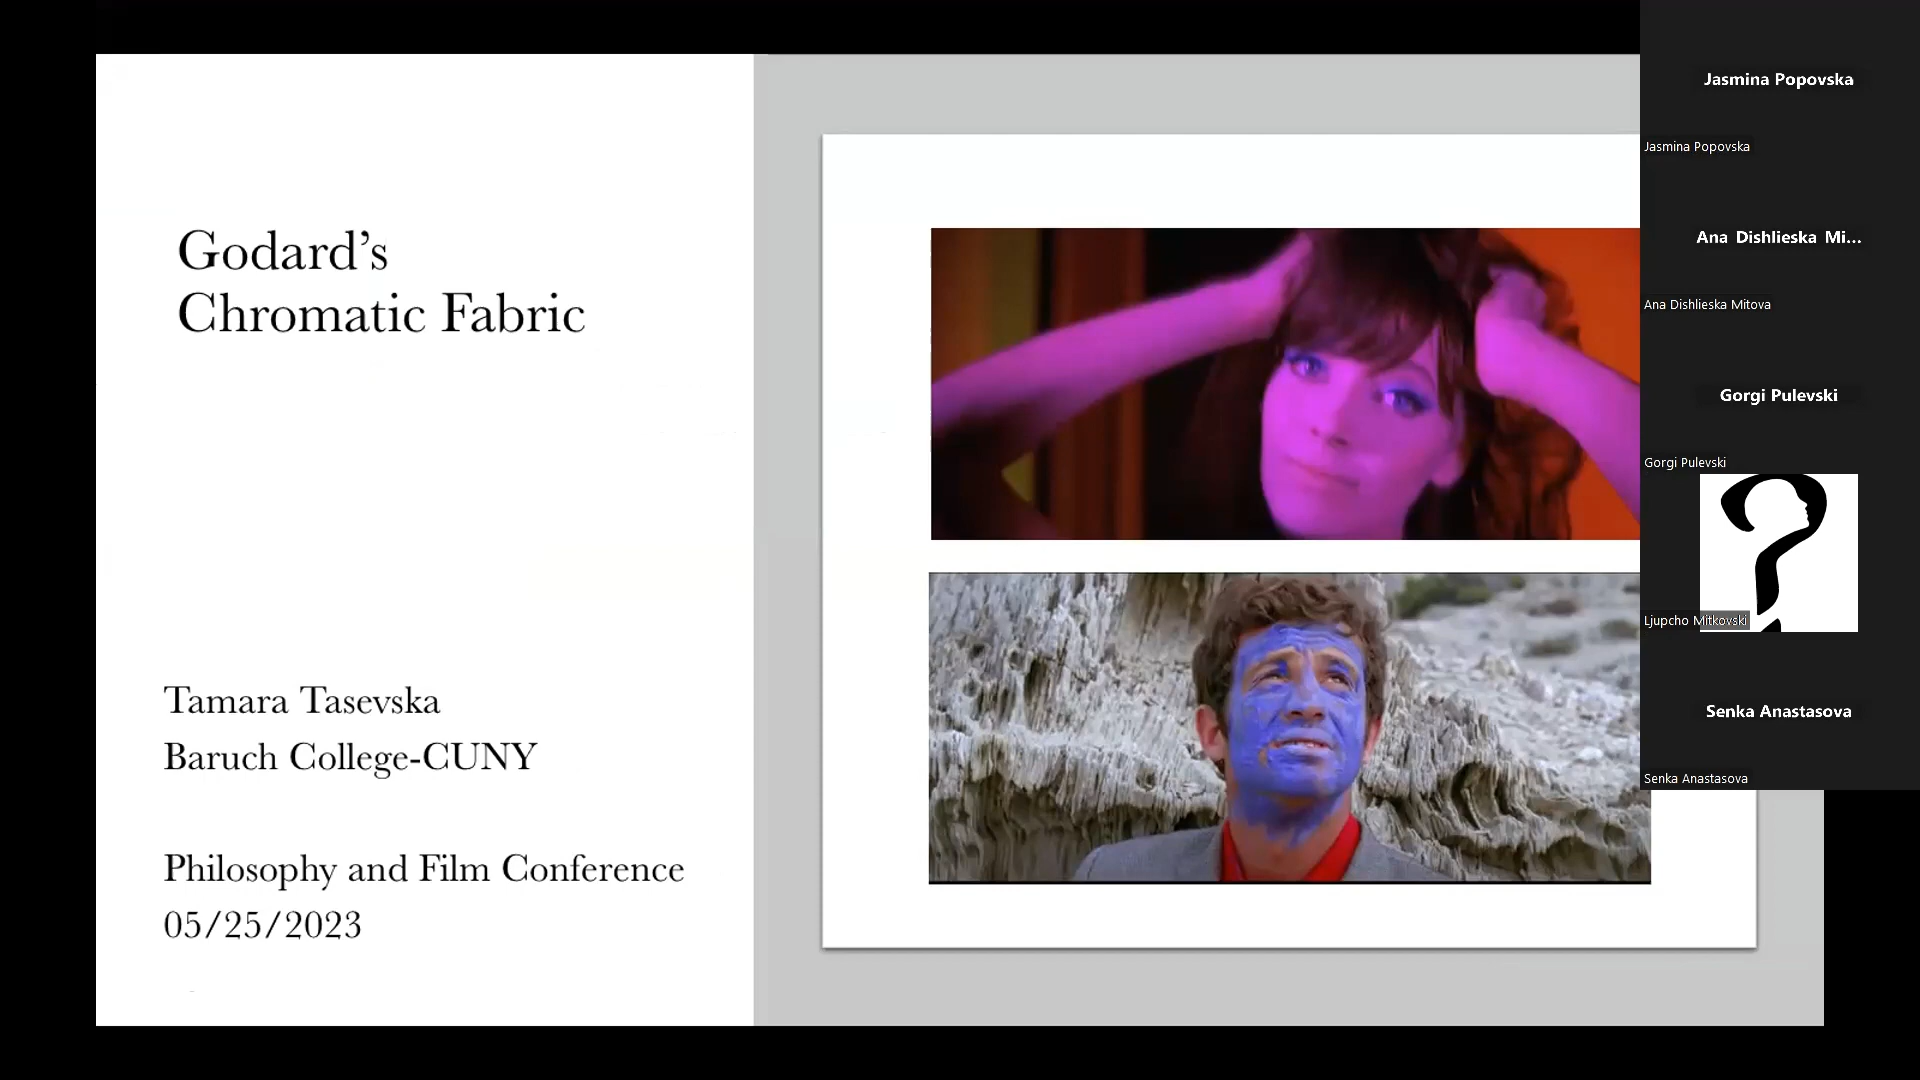 Godard’s
Chromatic Fabric
Tamara Tasevska
Baruch College-CUNY
Philosophy and Film Conference
05/25/2023
Jasmina Popovska
Jasmina Popovska
Ana Dishlieska Mi...
Ana Dishlieska Mitova
Gorgi Pulevski
Gorgi Pulevski
Ljupcho Mitkovski
Senka Anastasova
Senka Anastasova